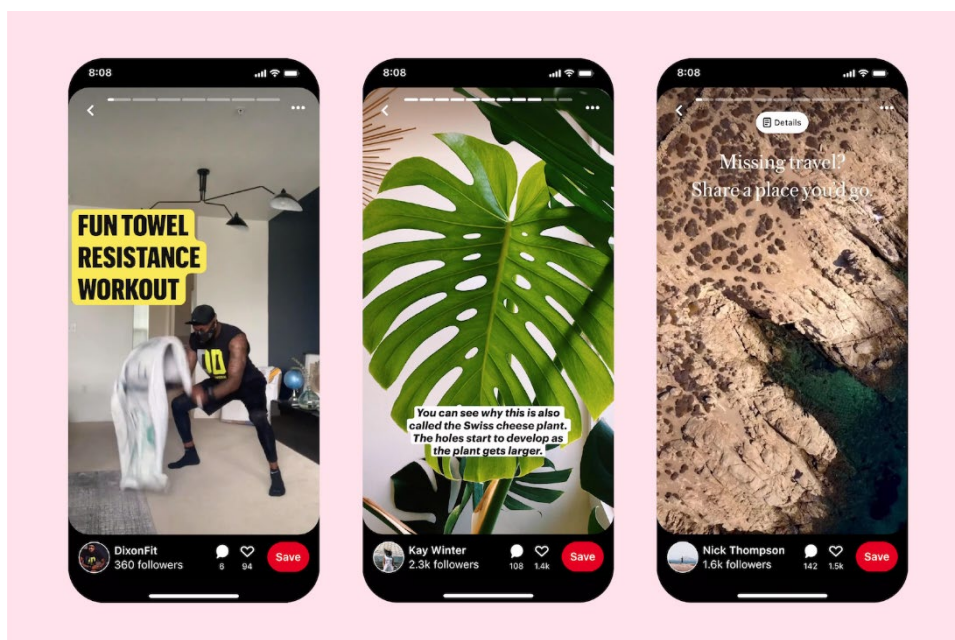 8:08
FUN TOWEL
RESISTANCE
WORKOUT
DixonFit
360 followers
6
94
Save
8:08
You can see why this is also
called the Swiss cheese plant.
The holes start to develop as
the plant gets larger.
Kay Winter
2.3k followers
108
1.4k
Save
8:08
Details
Missing travel?
Share a place you'd go.
Nick Thompson
1.6k followers
142
1.5k
Save